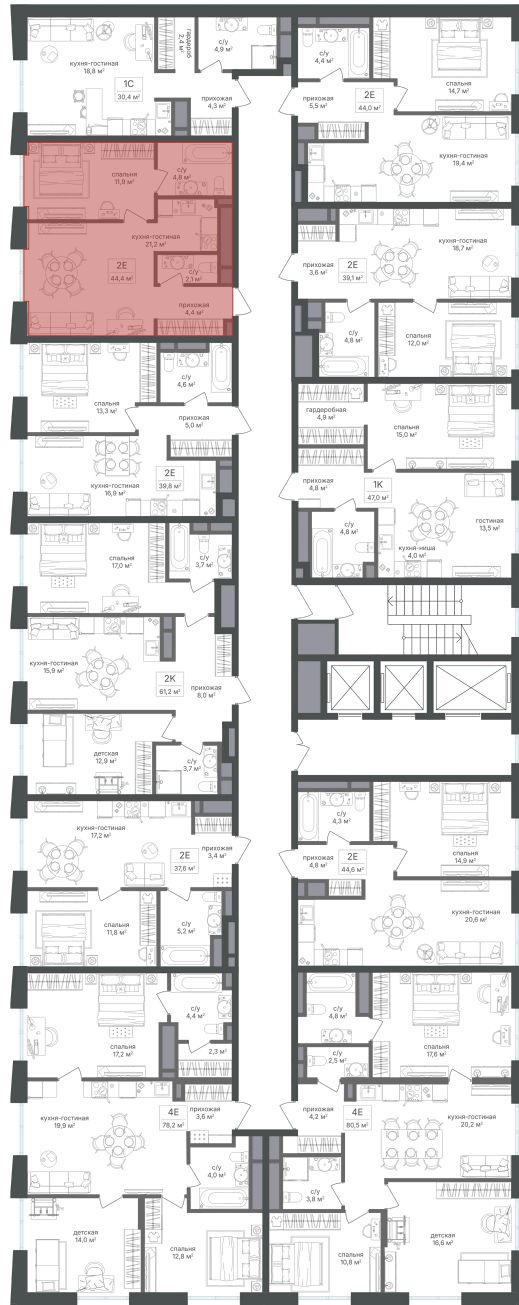 кухня-гостиная
18,8 м²
гардероб
2,4 м²
с/у
4,9 м²
1С
30,4 м²
прихожая
4,3 м²
с/у
4,4 м²
спальня
14,7 м²
прихожая
5,5 м²
2Е
44,0 м²
кухня-гостиная
19,4 м²
спальня
11,9 м²
с/у
4,8 м²
кухня-гостиная
21,2 м²
2Е
44,4 м²
с/у
2,1 м²
прихожая
4,4 м²
кухня-гостиная
18,7 м²
прихожая
3,6 м²
2Е
39,1 м²
с/у
4,8 м²
спальня
12,0 м²
спальня
13,3 м²
с/у
4,6 м²
прихожая
5,0 м²
2Е
39,8 м²
кухня-гостиная
16,9 м²
гардеробная
4,9 м²
спальня
15,0 м²
прихожая
4,8 м²
1К
47,0 м²
гостиная
13,5 м²
с/у
4,8 м²
кухня-ниша
4,0 м²
спальня
17,0 м²
с/у
3,7 м²
кухня-гостиная
15,9 м²
2К
61,2 м²
прихожая
8,0 м²
детская
12,9 м²
с/у
3,7 м²
кухня-гостиная
17,2 м²
2Е
37,6 м²
прихожая
3,4 м²
спальня
11,8 м²
с/у
5,2 м²
с/у
4,3 м²
прихожая
4,8 м²
2Е
44,6 м²
спальня
14,9 м²
кухня-гостиная
20,6 м²
спальня
17,2 м²
с/у
4,4 м²
2,3 м²
с/у
4,8 м²
с/у
2,5 м²
спальня
17,6 м²
кухня-гостиная
19,9 м²
4Е
78,2 м²
прихожая
3,6 м²
с/у
4,0 м²
детская
14,0 м²
спальня
12,8 м²
прихожая
4,2 м²
4Е
80,5 м²
кухня-гостиная
20,2 м²
с/у
3,8 м²
спальня
10,8 м²
детская
16,6 м²